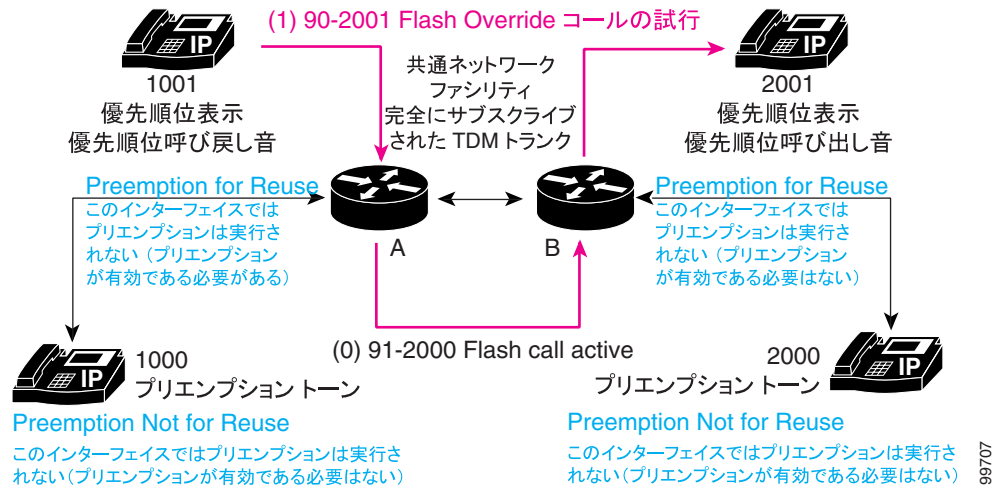 (1) 90-2001 Flash Override コールの試行
IP
1001
優先順位表示
優先順位呼び戻し音
共通ネットワーク
ファシリティ
完全にサブスクライブ
された TDM トランク
IP
2001
優先順位表示
優先順位呼び出し音
Preemption for Reuse
このインターフェイスでは
プリエンプションは実行さ
れない（プリエンプション
が有効である必要がある）
A
B
Preemption for Reuse
このインターフェイスでは
プリエンプションは実行さ
れない（プリエンプション
が有効である必要はない）
(0) 91-2000 Flash call active
IP
1000
プリエンプション トーン
Preemption Not for Reuse
このインターフェイスではプリエンプションは実行さ
れない（プリエンプションが有効である必要はない）
2000
プリエンプション トーン
IP
Preemption Not for Reuse
このインターフェイスではプリエンプションは実行さ
れない（プリエンプションが有効である必要はない）
99707